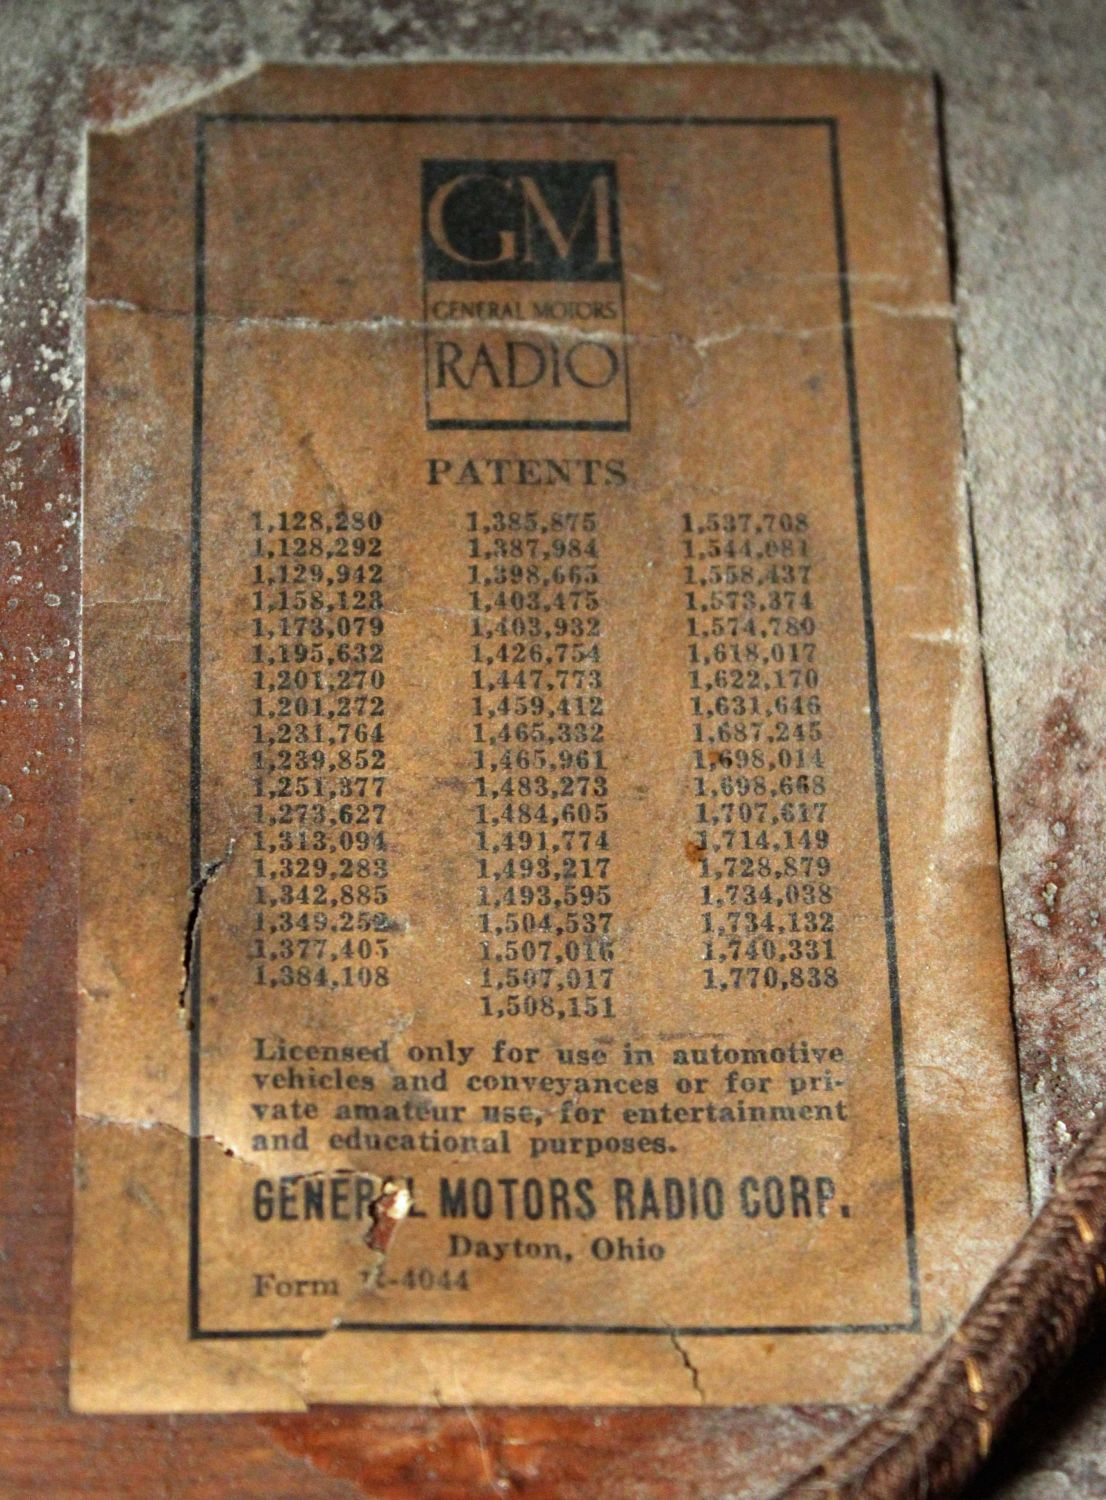 GM
GENERAL MOTORS
RADIO
PATENTS
1,128,280 1,385,875 1,537,708
1,128,292 1,387,984 1,544,081
1,129,942 1,398,665 1,558,437
1,158,123 1,403,475 1,573,374
1,173,079 1,403,932 1,574,780
1,195,632 1,426,754 1,618,017
1,201,270 1,447,773 1,622,170
1,201,272 1,459,412 1,631,646
1,231,764 1,465,332 1,687,245
1,239,852 1,465,961 1,698,014
1,251,377 1,483,273 1,698,668
1,273,627 1,484,605 1,707,617
1,313,094 1,491,774 1,714,149
1,329,283 1,493,217 1,728,879
1,342,885 1,493,595 1,734,038
1,349,252 1,504,537 1,734,132
1,377,405 1,507,016 1,740,331
1,384,108 1,507,017 1,770,838
1,508,151
Licensed only for use in automotive
vehicles and conveyances or for pri-
vate amateur use, for entertainment
and educational purposes.
GENERAL MOTORS RADIO CORP.
Dayton, Ohio
Form